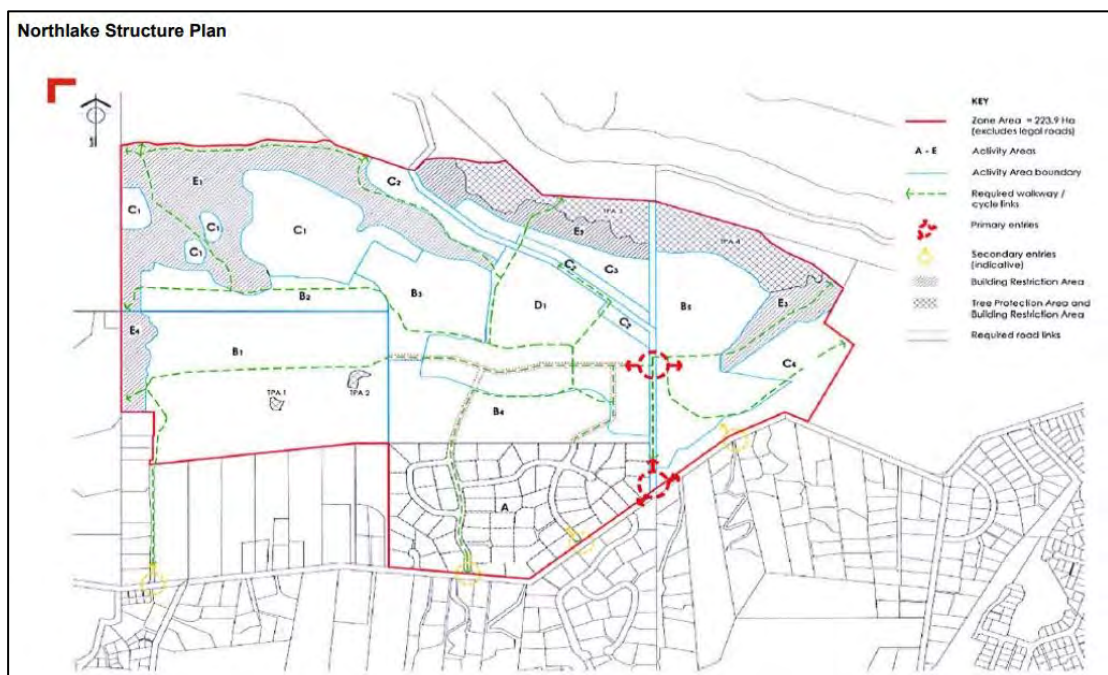 Northlake Structure Plan
KEY
Zone Area = 223.9 Ha
(excludes legal roads)
A - E Activity Areas
Activity Area boundary
Required walkway /
cycle links
Primary entries
Secondary entries
(indicative)
Building Restriction Area
Tree Protection Area and
Building Restriction Area
Required road links
E1
C2
C1
C1
C1
C1
TPA 3
E2
TPA 4
C2
C3
B2
B3
D1
B5
E3
C2
E4
B1
C4
TPA 1
TPA 2
B4
A